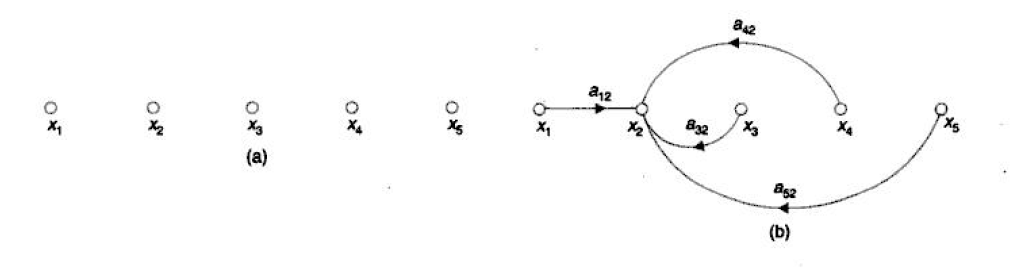 a₄₂
a₁₂
x₁ x₂ x₃ x₄ x₅ x₁ x₂ a₃₂ x₃ x₄ x₅
(a)
a₅₂
(b)